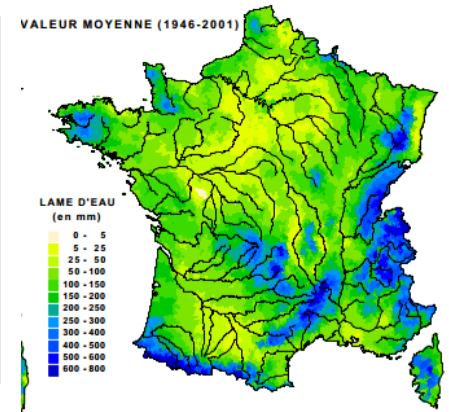 VALEUR MOYENNE (1946-2001)
LAME D'EAU
(en mm)
0 - 5
5 - 25
25 - 50
50 - 100
100 - 150
150 - 200
200 - 250
250 - 300
300 - 400
400 - 500
500 - 600
600 - 800